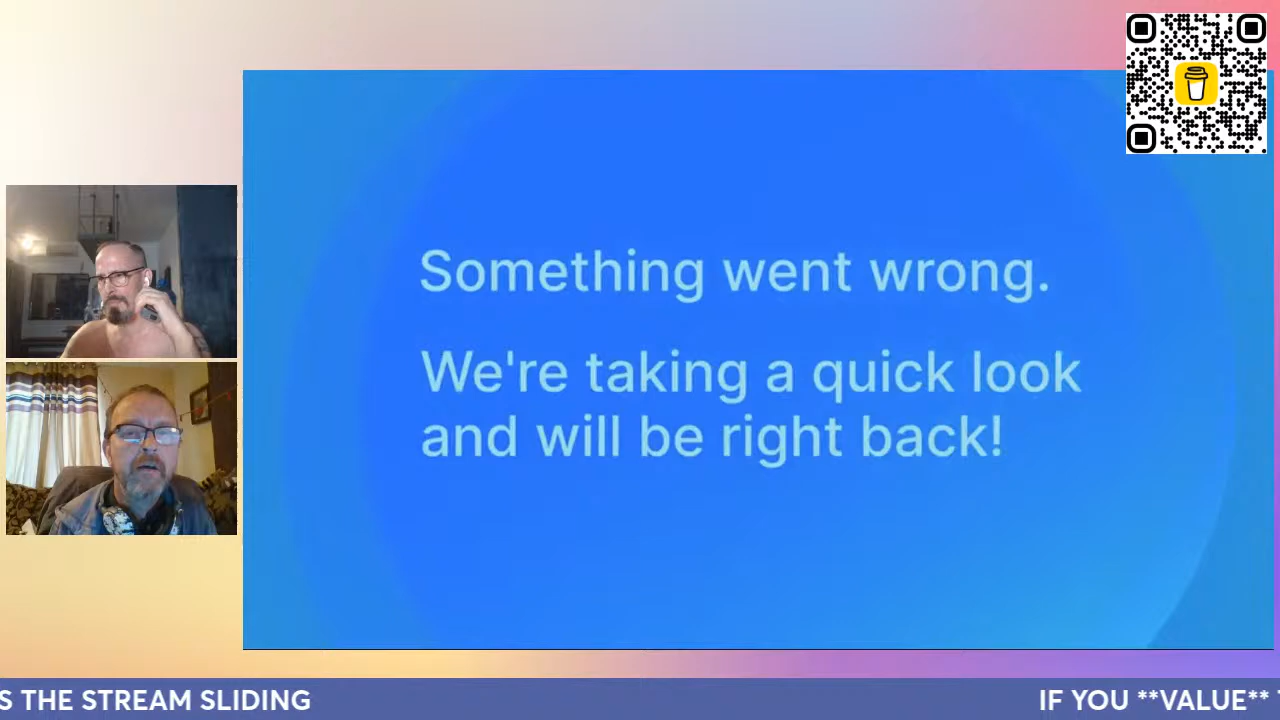 Something went wrong.
We're taking a quick look
and will be right back!
S THE STREAM SLIDING
IF YOU **VALUE**